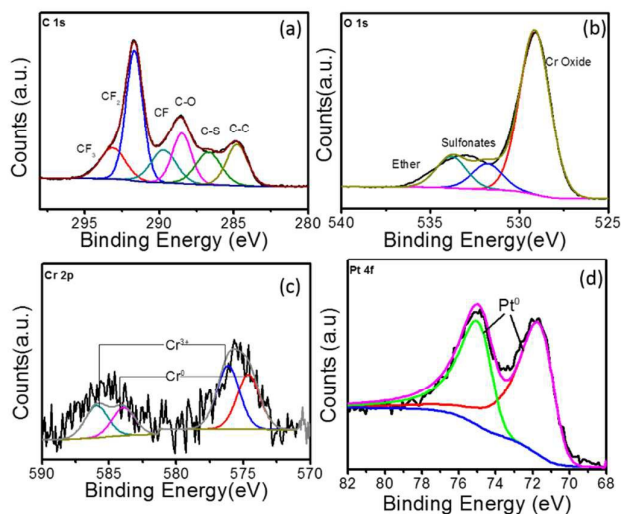 C 1s
(a)
CF2
CF3
CF
C-O
C-S
C-C
Counts (a.u.)
295
290
285
280
Binding Energy (eV)
O 1s
(b)
Cr Oxide
Sulfonates
Ether
Counts (a.u.)
540
535
530
525
Binding Energy (eV)
Cr 2p
(c)
Cr3+
Cr0
Counts(a.u)
590
585
580
575
570
Binding Energy(eV)
Pt 4f
(d)
Pt0
Counts (a.u.)
82
80
78
76
74
72
70
68
Binding Energy (eV)